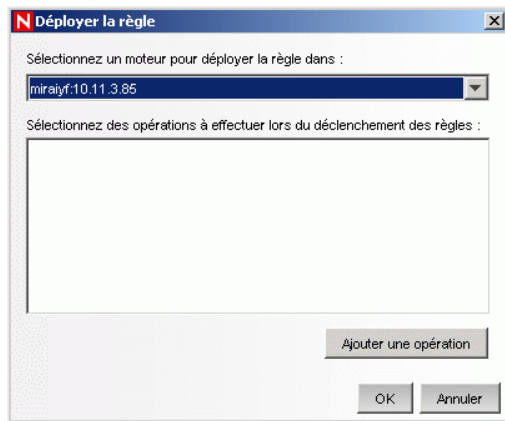 Déployer la règle
Sélectionnez un moteur pour déployer la règle dans :
miraiyf:10.11.3.85
Sélectionnez des opérations à effectuer lors du déclenchement des règles :
Ajouter une opération
OK Annuler